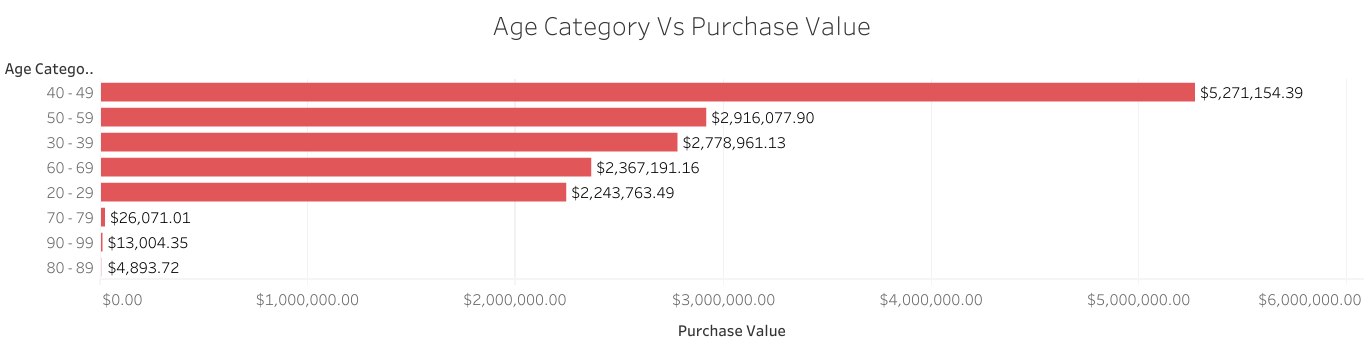 Age Category Vs Purchase Value
Age Catego..
40 - 49 $5,271,154.39
50 - 59 $2,916,077.90
30 - 39 $2,778,961.13
60 - 69 $2,367,191.16
20 - 29 $2,243,763.49
70 - 79 $26,071.01
90 - 99 $13,004.35
80 - 89 $4,893.72
$0.00 $1,000,000.00 $2,000,000.00 $3,000,000.00 $4,000,000.00 $5,000,000.00 $6,000,000.00
Purchase Value